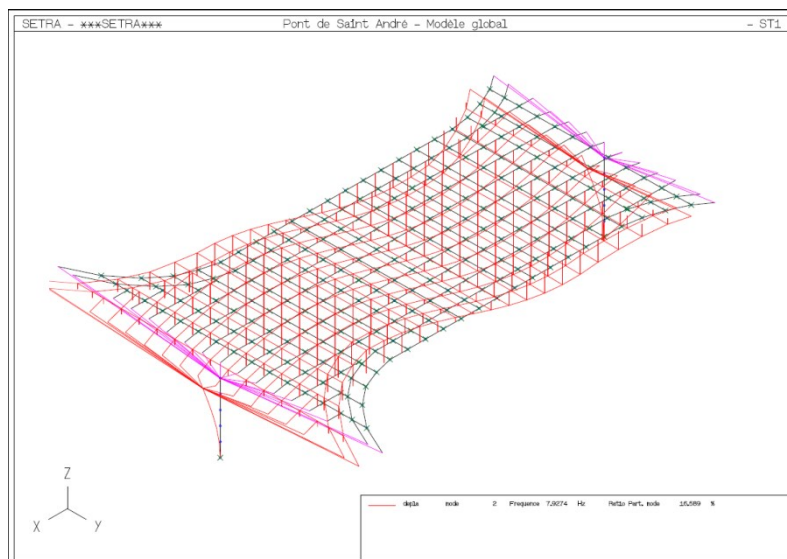 SETRA - ***SETRA*** Pont de Saint André - Modèle global - ST1
Z
X Y
depla mode 2 Frequence 7.9274 Hz Ratio Part. mode 16.589 %